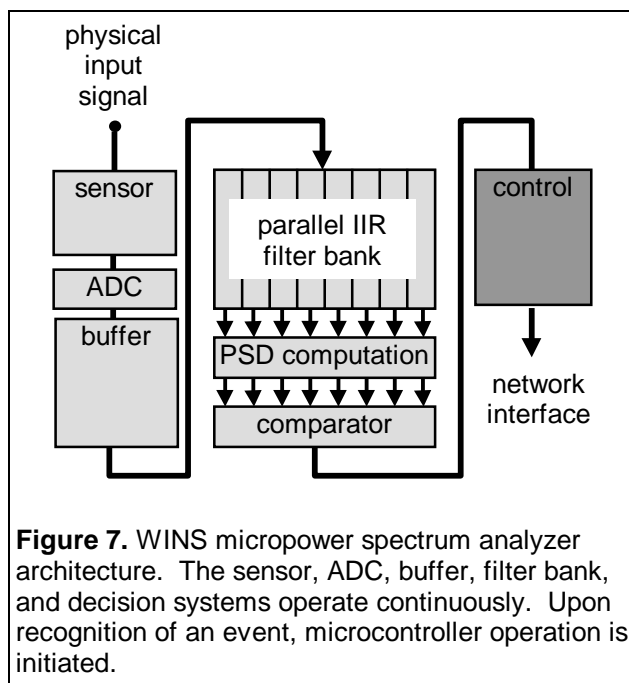 physical
input
signal
sensor
ADC
buffer
parallel IIR
filter bank
PSD computation
comparator
control
network
interface
Figure 7. WINS micropower spectrum analyzer
architecture. The sensor, ADC, buffer, filter bank,
and decision systems operate continuously. Upon
recognition of an event, microcontroller operation is
initiated.